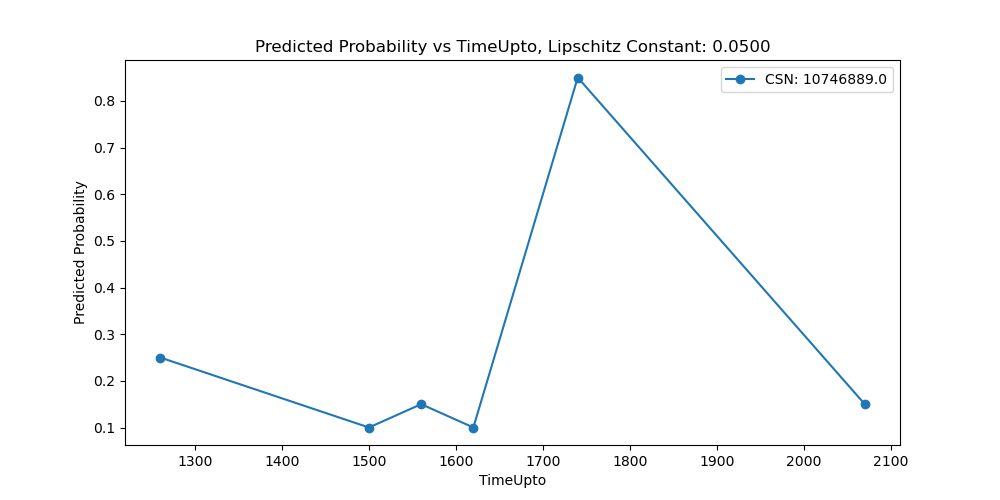 Predicted Probability vs TimeUpto, Lipschitz Constant: 0.0500
CSN: 10746889.0
Predicted Probability
0.8
0.7
0.6
0.5
0.4
0.3
0.2
0.1
1300 1400 1500 1600 1700 1800 1900 2000 2100
TimeUpto